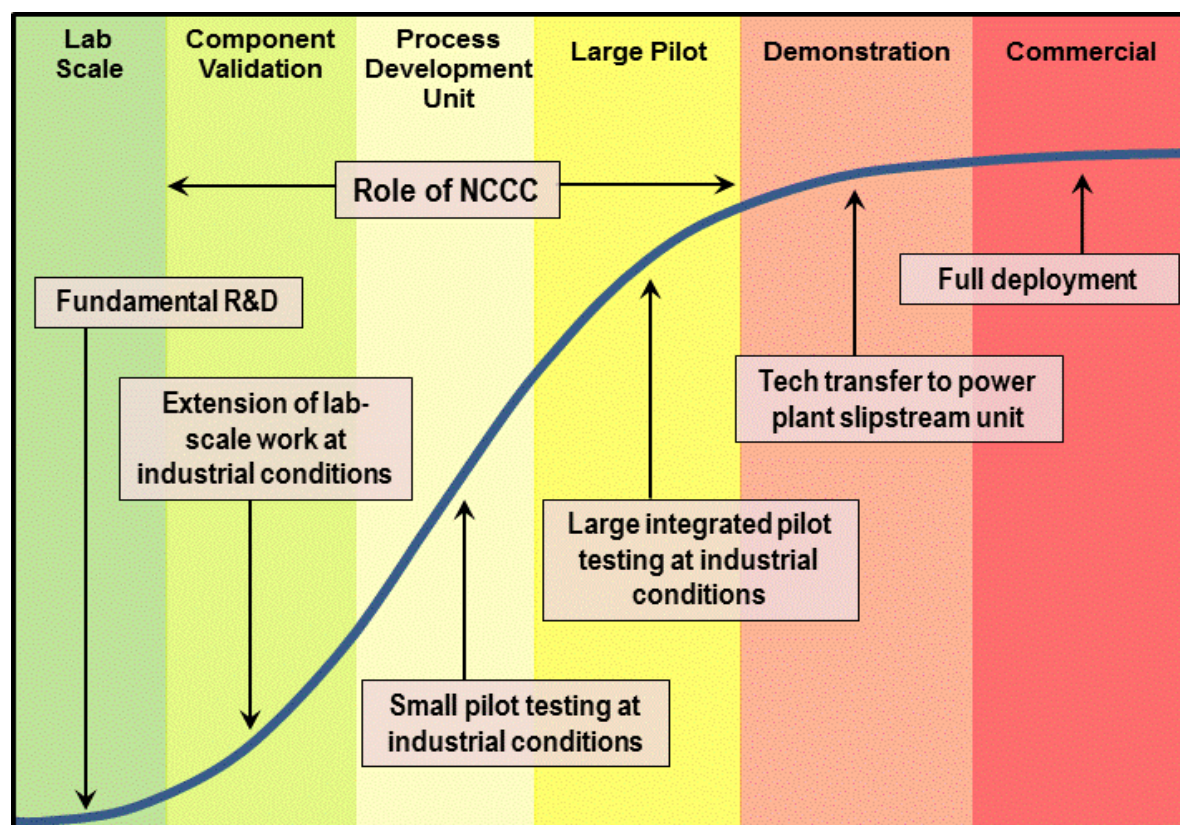 Lab
Scale
Component
Validation
Process
Development
Unit
Large Pilot
Demonstration
Commercial
Role of NCCC
Fundamental R&D
Full deployment
Extension of lab-
scale work at
industrial conditions
Tech transfer to power
plant slipstream unit
Large integrated pilot
testing at industrial
conditions
Small pilot testing at
industrial conditions